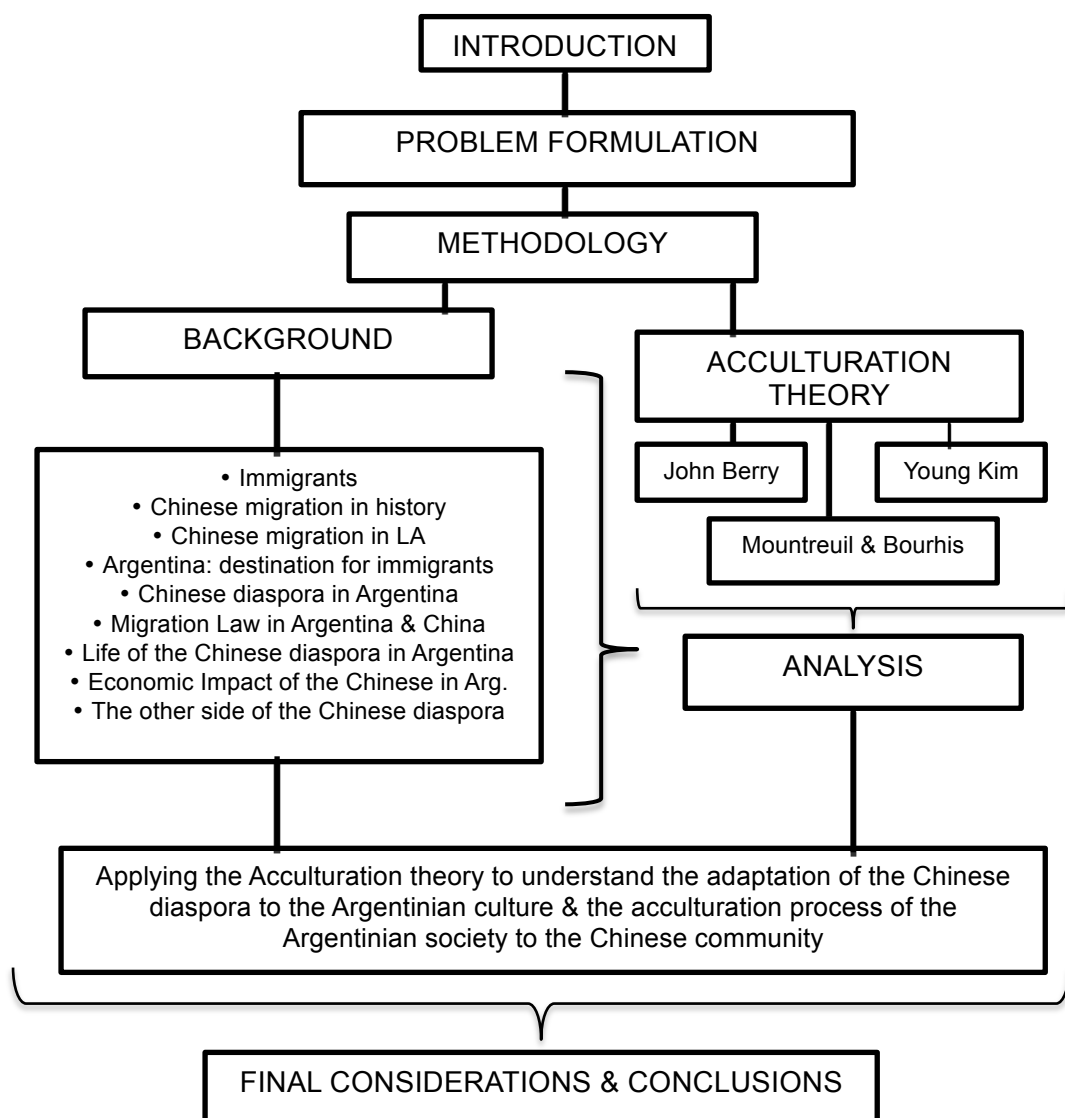 INTRODUCTION
PROBLEM FORMULATION
METHODOLOGY
BACKGROUND
• Immigrants
• Chinese migration in history
• Chinese migration in LA
• Argentina: destination for immigrants
• Chinese diaspora in Argentina
• Migration Law in Argentina & China
• Life of the Chinese diaspora in Argentina
• Economic Impact of the Chinese in Arg.
• The other side of the Chinese diaspora
ACCULTURATION
THEORY
John Berry
Young Kim
Mountreuil & Bourhis
ANALYSIS
Applying the Acculturation theory to understand the adaptation of the Chinese
diaspora to the Argentinian culture & the acculturation process of the
Argentinian society to the Chinese community
FINAL CONSIDERATIONS & CONCLUSIONS